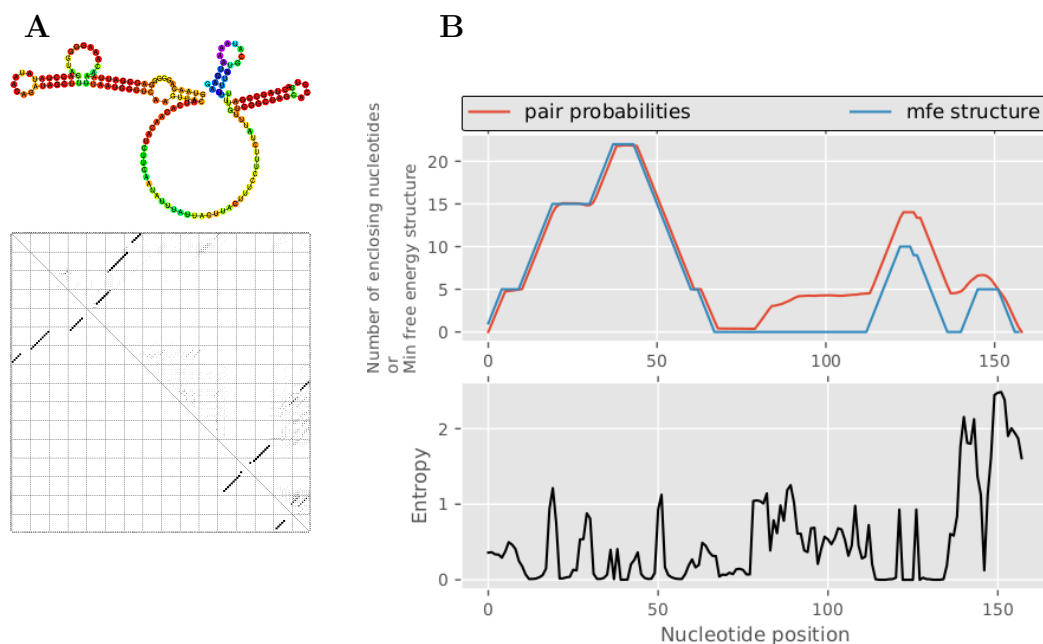 A
B
pair probabilities
mfe structure
Number of enclosing nucleotides
or
Min free energy structure
20
15
10
5
0
0
50
100
150
Entropy
2
1
0
0
50
100
150
Nucleotide position